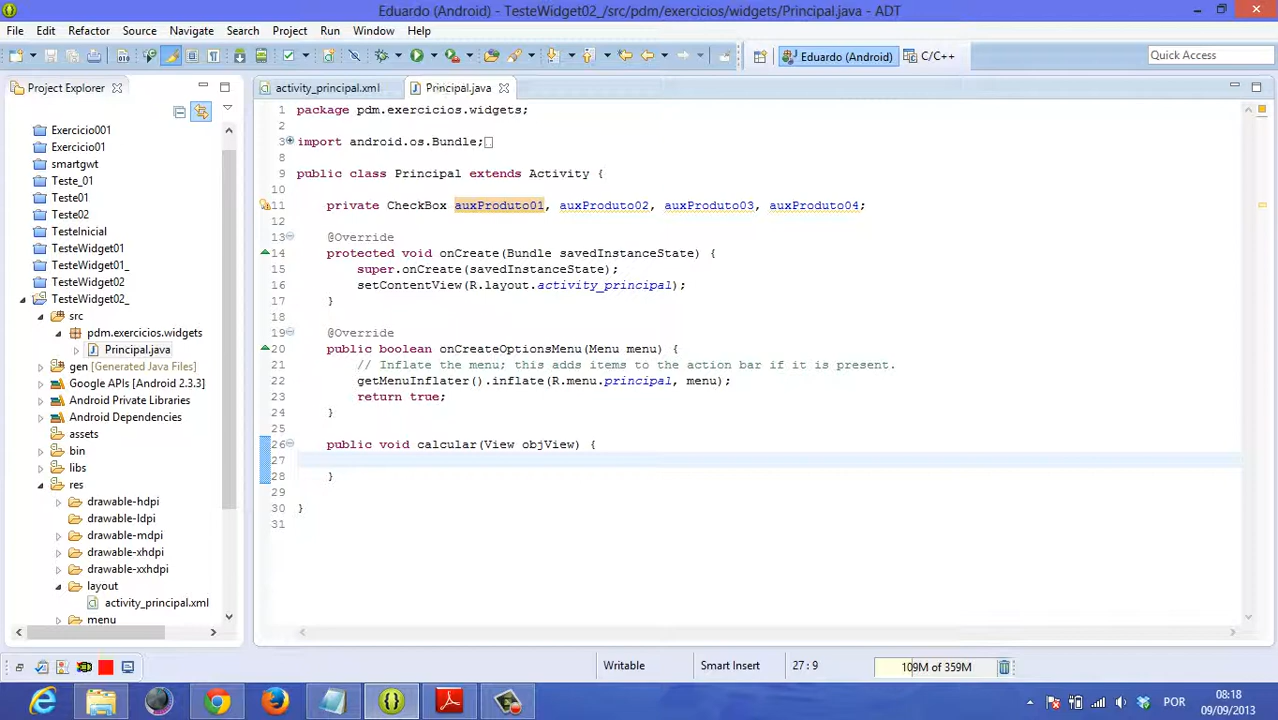 Eduardo (Android) - TesteWidget02_/src/pdm/exercicios/widgets/Principal.java - ADT
File Edit Refactor Source Navigate Search Project Run Window Help
Eduardo (Android) C/C++ Quick Access
Project Explorer
activity_principal.xml Principal.java
Exercicio001
Exercicio01
smartgwt
Teste_01
Teste01
Teste02
TesteInicial
TesteWidget01
TesteWidget01_
TesteWidget02
TesteWidget02_
src
pdm.exercicios.widgets
Principal.java
gen [Generated Java Files]
Google APIs [Android 2.3.3]
Android Private Libraries
Android Dependencies
assets
bin
libs
res
drawable-hdpi
drawable-ldpi
drawable-mdpi
drawable-xhdpi
drawable-xxhdpi
layout
activity_principal.xml
menu
1 package pdm.exercicios.widgets;
2
3 import android.os.Bundle;
8
9 public class Principal extends Activity {
10
11 private CheckBox auxProduto01, auxProduto02, auxProduto03, auxProduto04;
12
13 @Override
14 protected void onCreate(Bundle savedInstanceState) {
15 super.onCreate(savedInstanceState);
16 setContentView(R.layout.activity_principal);
17 }
18
19 @Override
20 public boolean onCreateOptionsMenu(Menu menu) {
21 // Inflate the menu; this adds items to the action bar if it is present.
22 getMenuInflater().inflate(R.menu.principal, menu);
23 return true;
24 }
25
26 public void calcular(View objView) {
27
28 }
29
30 }
31
Writable Smart Insert 27 : 9 109M of 359M
POR
08:18
09/09/2013